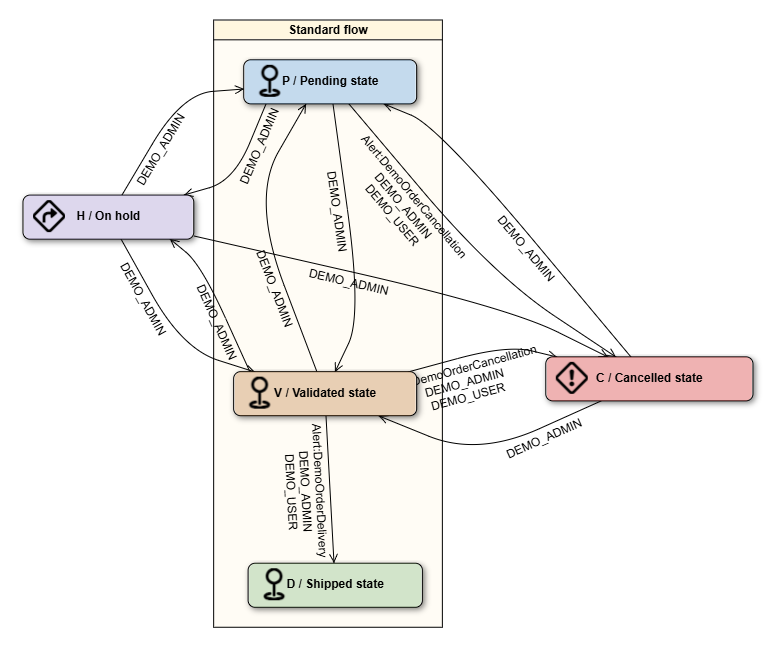 Standard flow
P / Pending state
DEMO_ADMIN
DEMO_ADMIN
Alert:DemoOrderCancellation
DEMO_ADMIN
DEMO_USER
DEMO_ADMIN
H / On hold
DEMO_ADMIN
DEMO_ADMIN
DEMO_ADMIN
DEMO_ADMIN
DEMO_ADMIN
DEMO_ADMIN
DemoOrderCancellation
DEMO_ADMIN
DEMO_USER
C / Cancelled state
V / Validated state
DEMO_ADMIN
Alert:DemoOrderDelivery
DEMO_ADMIN
DEMO_USER
D / Shipped state